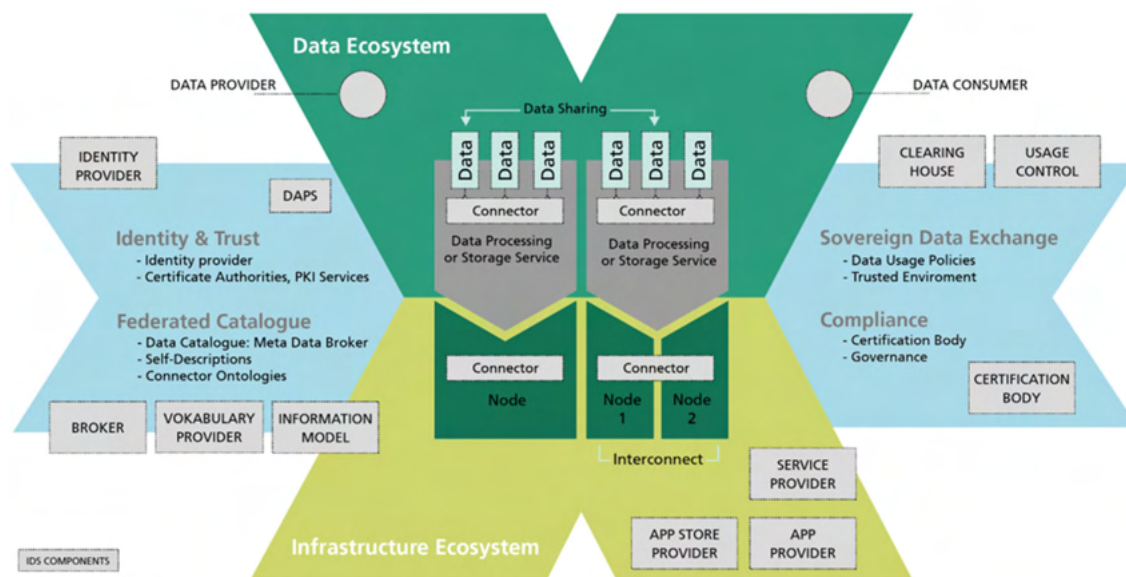 Data Ecosystem
DATA PROVIDER
DATA CONSUMER
Data Sharing
Data
Data
Data
Data
Data
Data
IDENTITY
PROVIDER
DAPS
CLEARING
HOUSE
USAGE
CONTROL
Connector
Connector
Data Processing
or Storage Service
Data Processing
or Storage Service
Identity & Trust
- Identity provider
- Certificate Authorities, PKI Services
Federated Catalogue
- Data Catalogue: Meta Data Broker
- Self-Descriptions
- Connector Ontologies
Sovereign Data Exchange
- Data Usage Policies
- Trusted Enviroment
Compliance
- Certification Body
- Governance
Connector
Node
Connector
Node
1
Node
2
Interconnect
CERTIFICATION
BODY
BROKER
VOKABULARY
PROVIDER
INFORMATION
MODEL
SERVICE
PROVIDER
APP STORE
PROVIDER
APP
PROVIDER
Infrastructure Ecosystem
IDS COMPONENTS